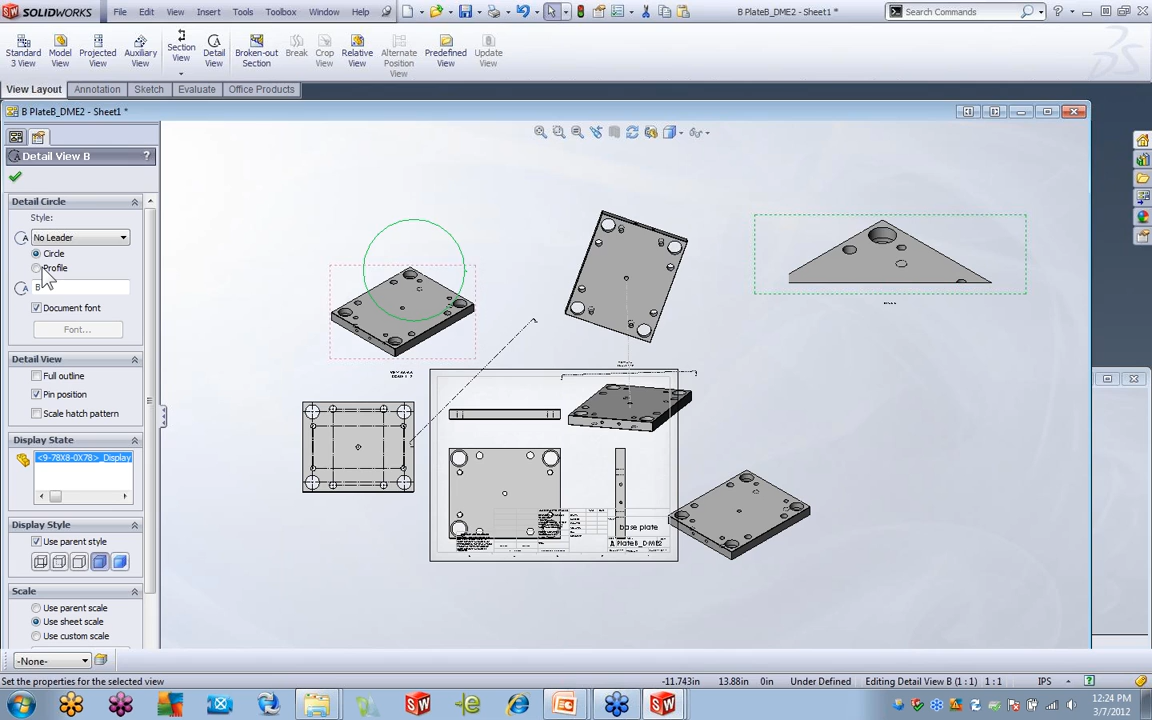 SOLIDWORKS File Edit View Insert Tools Toolbox Window Help B PlateB_DME2 - Sheet1 * Search Commands ?
Standard 3 View Model View Projected View Auxiliary View Section View Detail View Broken-out Section Break Crop View Relative View Alternate Position View Predefined View Update View
View Layout Annotation Sketch Evaluate Office Products
B PlateB_DME2 - Sheet1 *
Detail View B ?
Detail Circle
Style:
No Leader
Circle
Profile
B
Document font
Font...
Detail View
Full outline
Pin position
Scale hatch pattern
Display State
<9-78X8-0X78>_Display
Display Style
Use parent style
Scale
Use parent scale
Use sheet scale
Use custom scale
base plate
PlateB_DME2
-None-
Set the properties for the selected view -11.743in 13.88in 0in Under Defined Editing Detail View B (1 : 1) 1 : 1 IPS
12:24 PM
3/7/2012